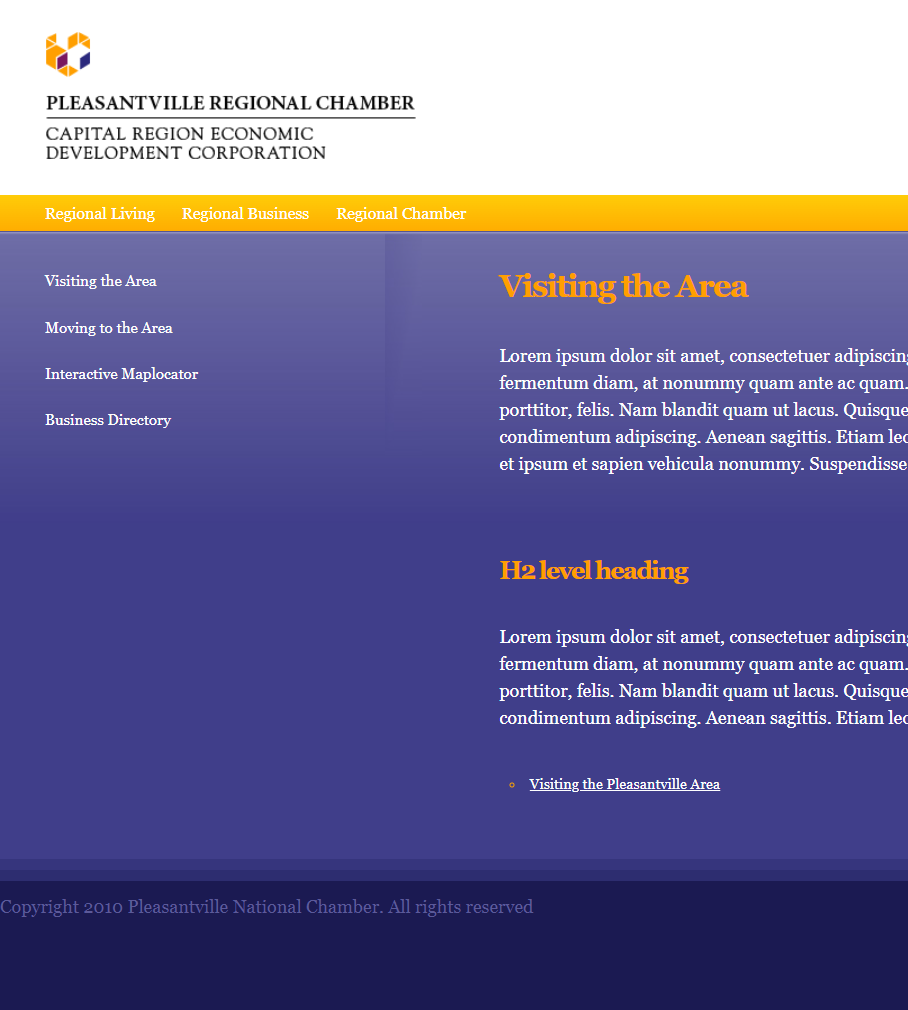 PLEASANTVILLE REGIONAL CHAMBER
CAPITAL REGION ECONOMIC
DEVELOPMENT CORPORATION
Regional Living Regional Business Regional Chamber
Visiting the Area
Moving to the Area
Interactive Maplocator
Business Directory
Visiting the Area
Lorem ipsum dolor sit amet, consectetuer adipiscing
fermentum diam, at nonummy quam ante ac quam.
porttitor, felis. Nam blandit quam ut lacus. Quisque
condimentum adipiscing. Aenean sagittis. Etiam
et ipsum et sapien vehicula nonummy. Suspendisse
H2 level heading
Lorem ipsum dolor sit amet, consectetuer adipiscing
fermentum diam, at nonummy quam ante ac quam.
porttitor, felis. Nam blandit quam ut lacus. Quisque
condimentum adipiscing. Aenean sagittis. Etiam
Visiting the Pleasantville Area
Copyright 2010 Pleasantville National Chamber. All rights reserved